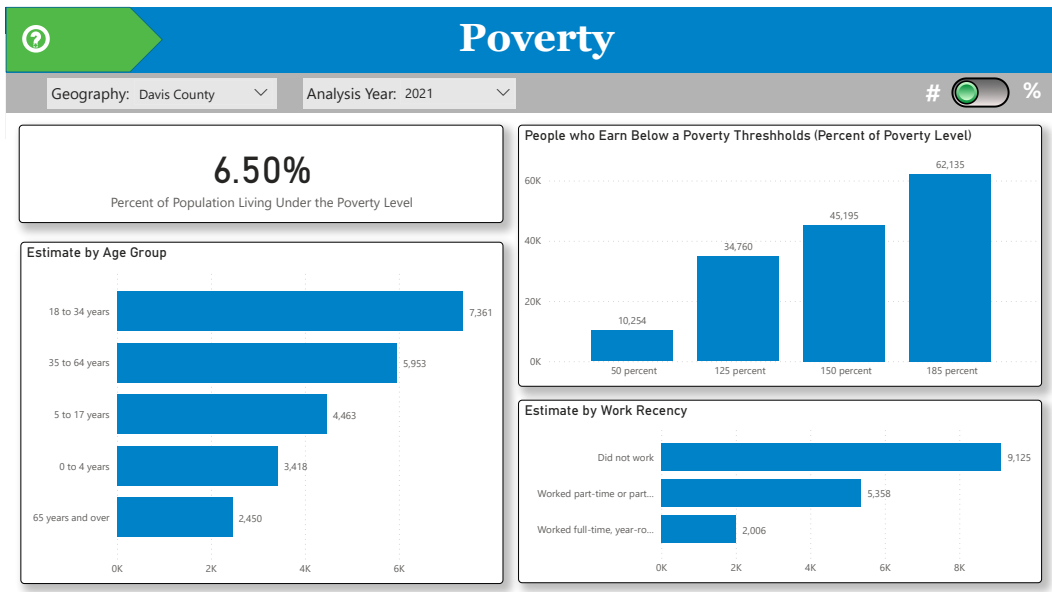 Poverty
Geography: Davis County
Analysis Year: 2021
# %
6.50%
Percent of Population Living Under the Poverty Level
Estimate by Age Group
18 to 34 years 7,361
35 to 64 years 5,953
5 to 17 years 4,463
0 to 4 years 3,418
65 years and over 2,450
0K 2K 4K 6K
People who Earn Below a Poverty Threshholds (Percent of Poverty Level)
60K
40K
20K
0K
10,254 34,760 45,195 62,135
50 percent 125 percent 150 percent 185 percent
Estimate by Work Recency
Did not work 9,125
Worked part-time or part... 5,358
Worked full-time, year-ro... 2,006
0K 2K 4K 6K 8K